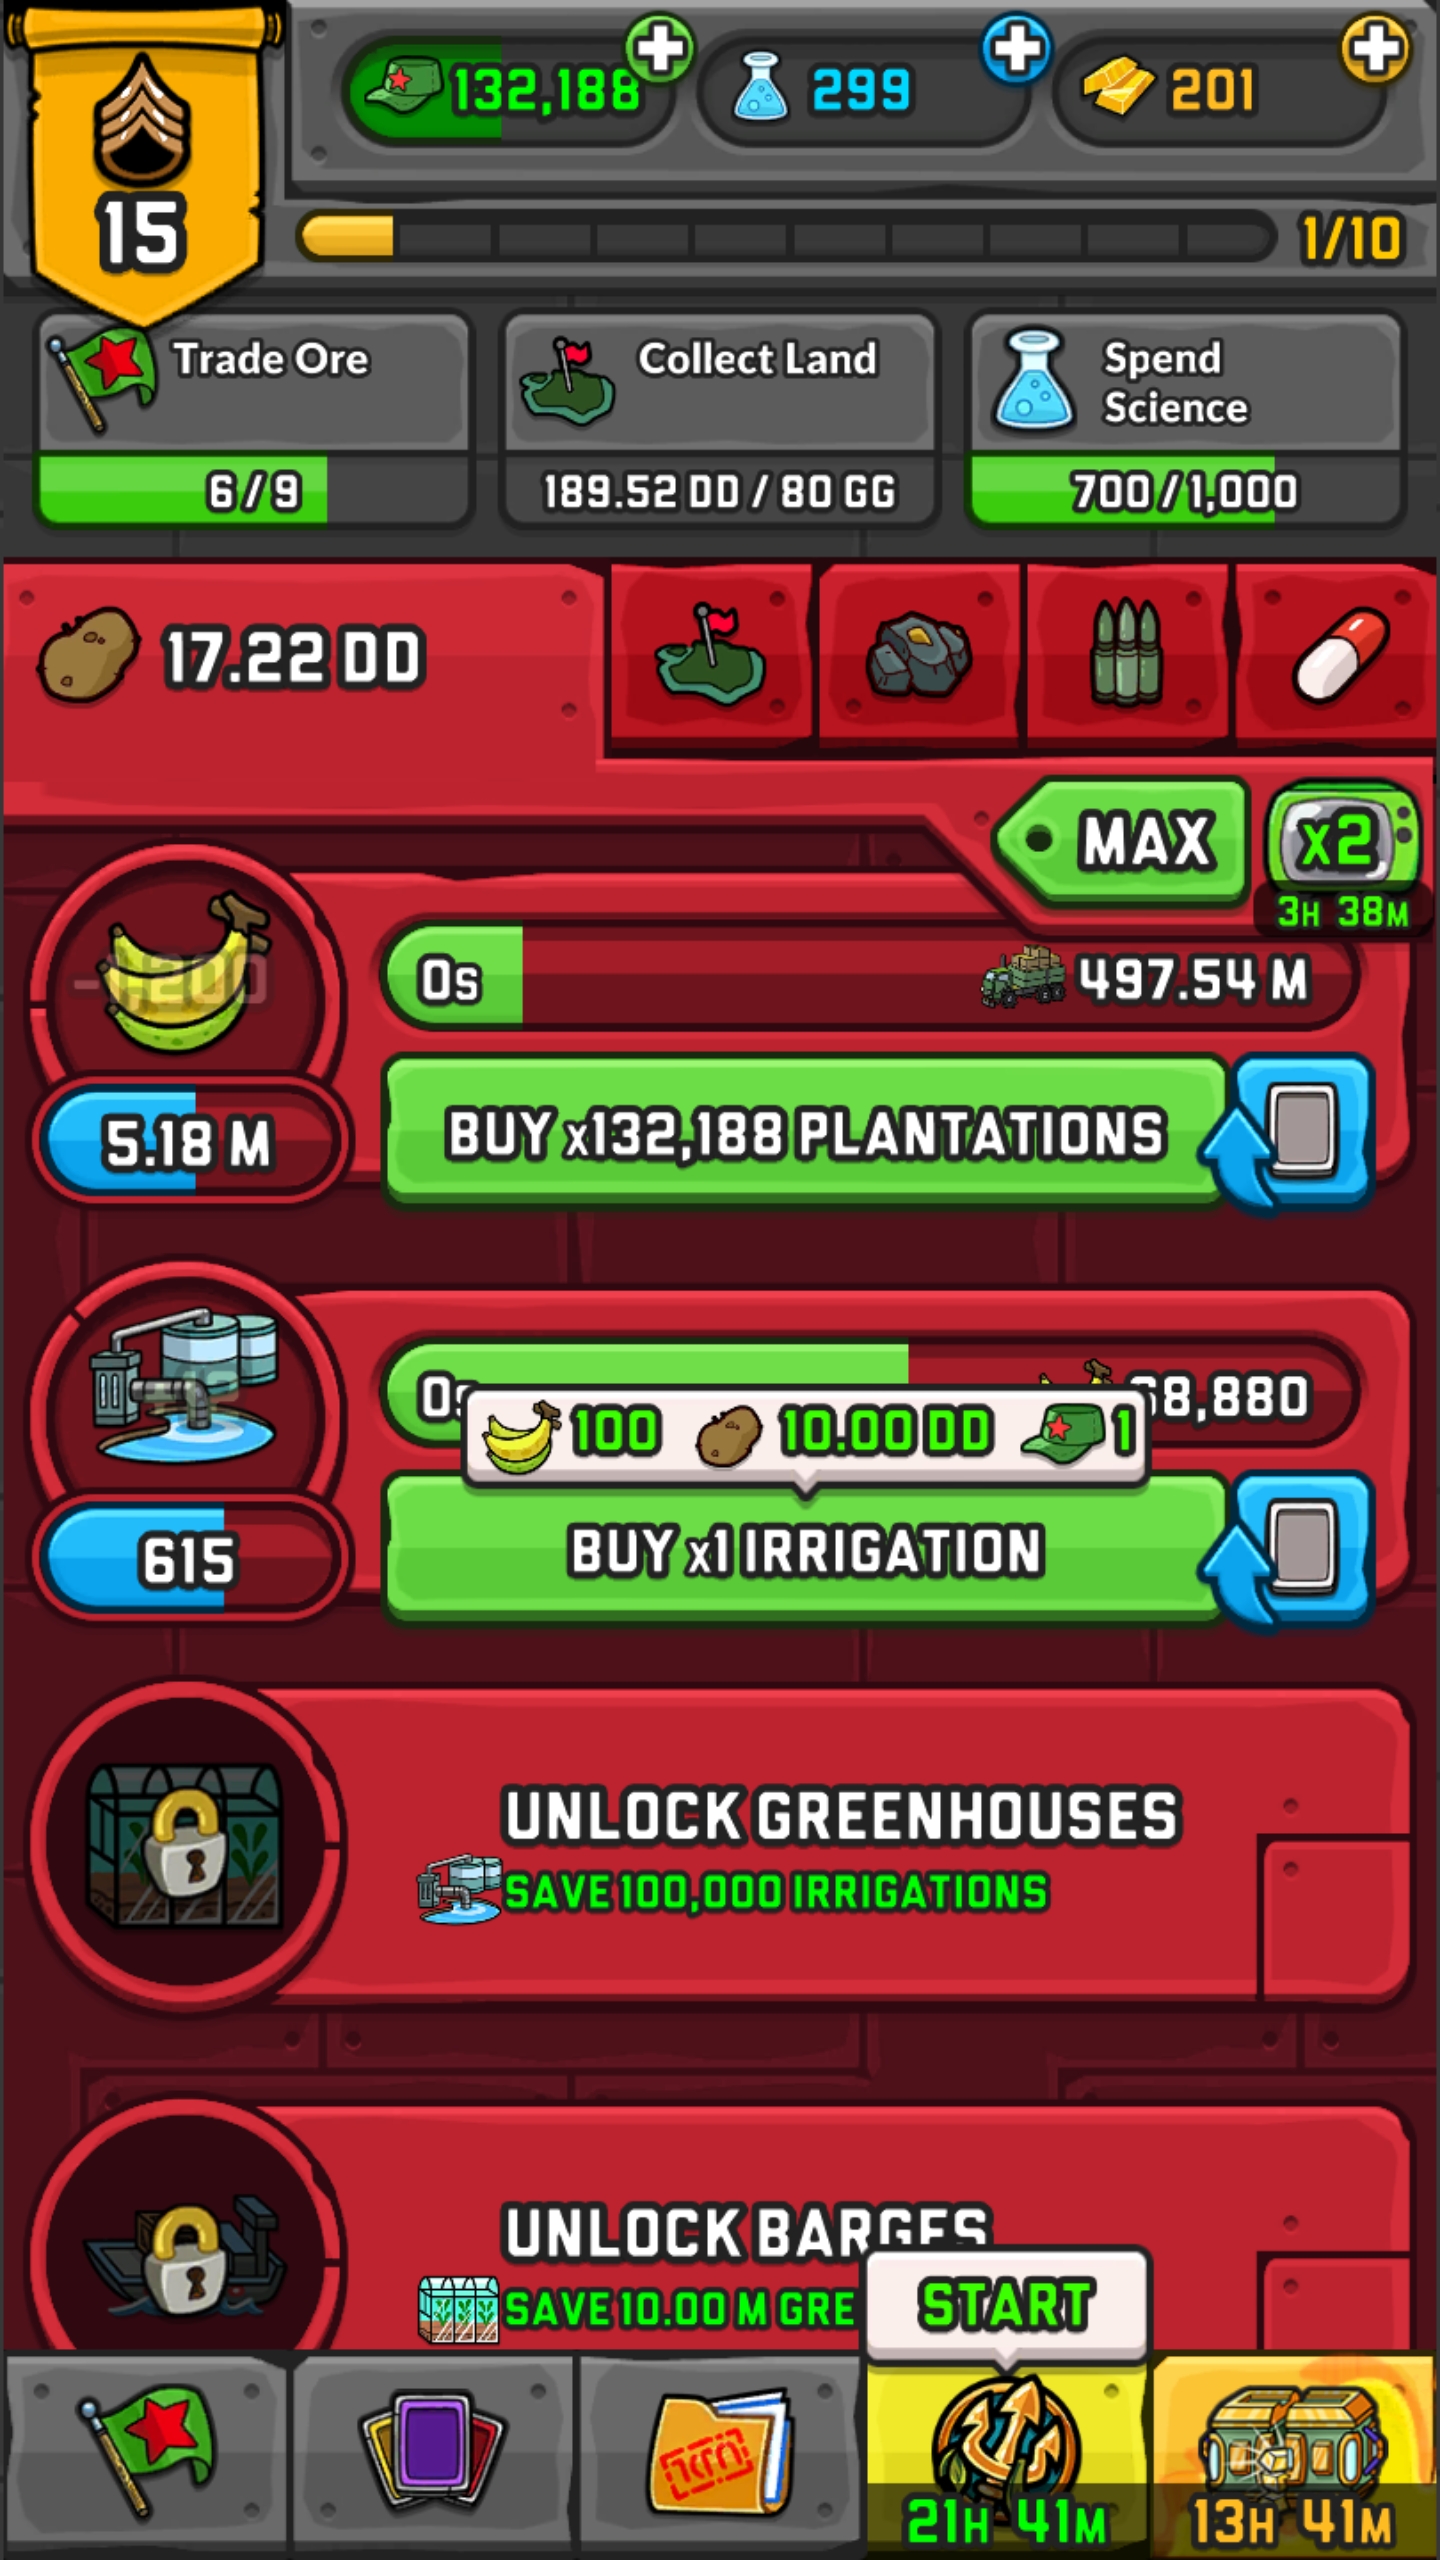 132,188
299
201
15
1/10
Trade Ore
Collect Land
Spend
Science
6/9
189.52 DD / 80 GG
700/1,000
17.22 DD
MAX
x2
3H 38M
-1,200
0s
497.54 M
5.18 M
BUY x132,188 PLANTATIONS
100
10.00 DD
1
615
BUY x1 IRRIGATION
UNLOCK GREENHOUSES
SAVE 100,000 IRRIGATIONS
UNLOCK BARGES
SAVE 10.00 M GRE
START
21H 41M
13H 41M